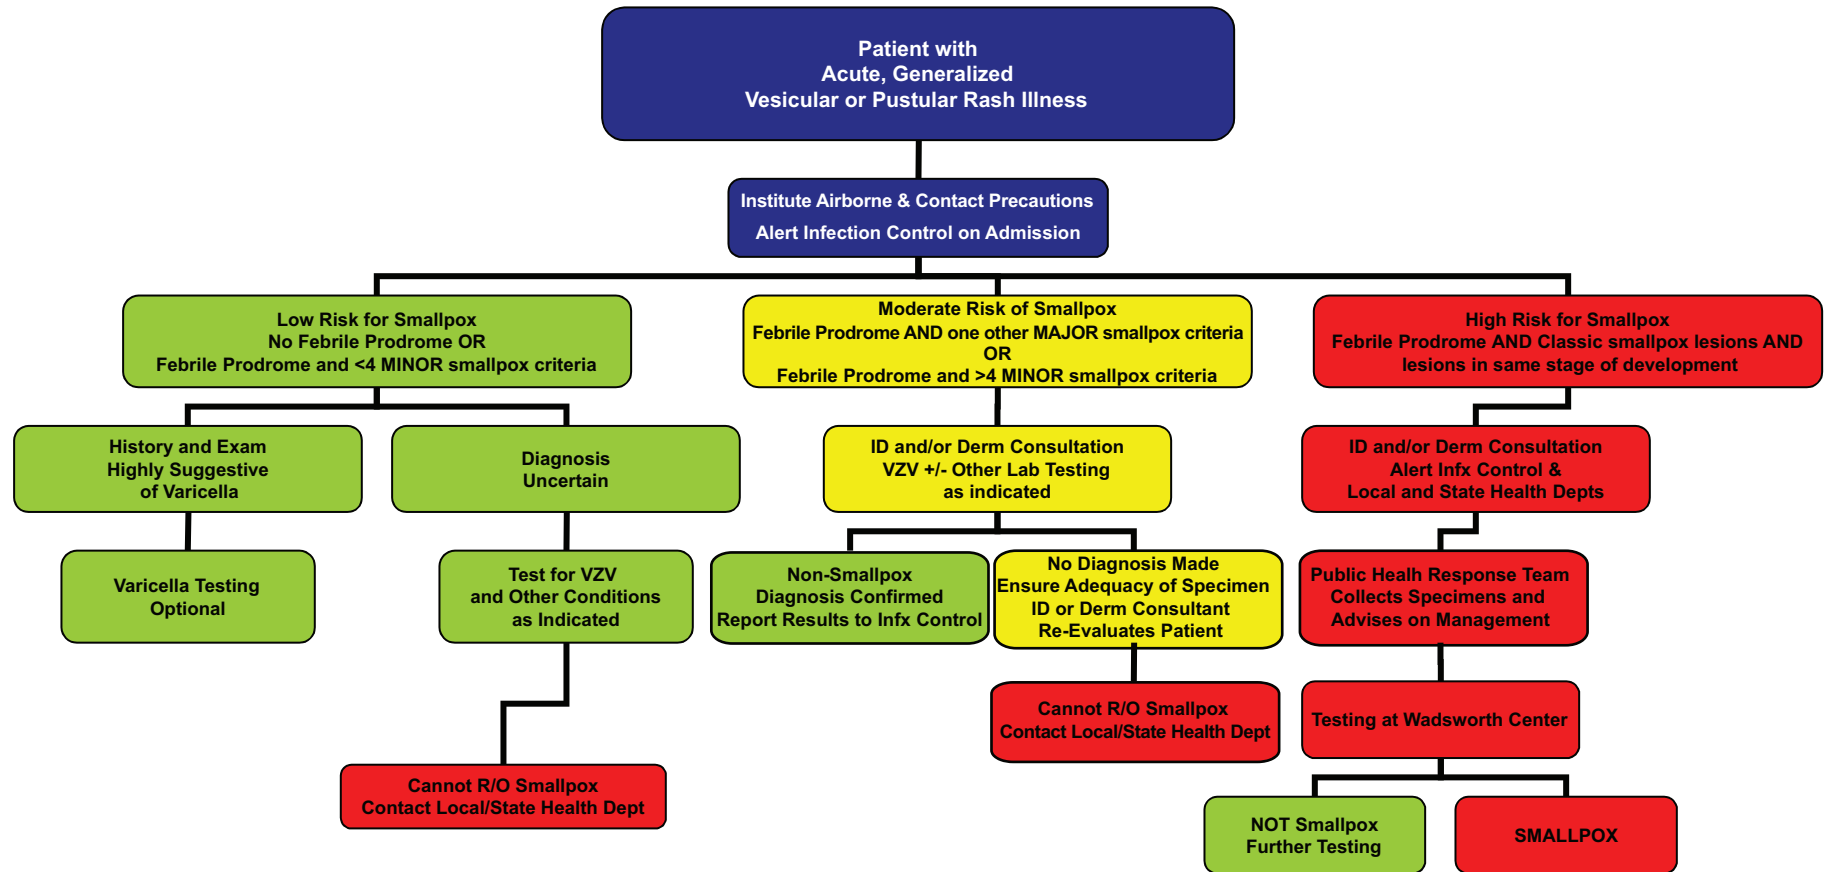 Patient with
Acute, Generalized
Vesicular or Pustular Rash Illness
Institute Airborne & Contact Precautions
Alert Infection Control on Admission
Low Risk for Smallpox
No Febrile Prodrome OR
Febrile Prodrome and <4 MINOR smallpox criteria
Moderate Risk of Smallpox
Febrile Prodrome AND one other MAJOR smallpox criteria
OR
Febrile Prodrome and >4 MINOR smallpox criteria
High Risk for Smallpox
Febrile Prodrome AND Classic smallpox lesions AND
lesions in same stage of development
History and Exam
Highly Suggestive
of Varicella
Diagnosis
Uncertain
ID and/or Derm Consultation
VZV +/- Other Lab Testing
as indicated
ID and/or Derm Consultation
Alert Infx Control &
Local and State Health Depts
Varicella Testing
Optional
Test for VZV
and Other Conditions
as Indicated
Non-Smallpox
Diagnosis Confirmed
Report Results to Infx Control
No Diagnosis Made
Ensure Adequacy of Specimen
ID or Derm Consultant
Re-Evaluates Patient
Public Healh Response Team
Collects Specimens and
Advises on Management
Cannot R/O Smallpox
Contact Local/State Health Dept
Cannot R/O Smallpox
Contact Local/State Health Dept
Testing at Wadsworth Center
NOT Smallpox
Further Testing
SMALLPOX